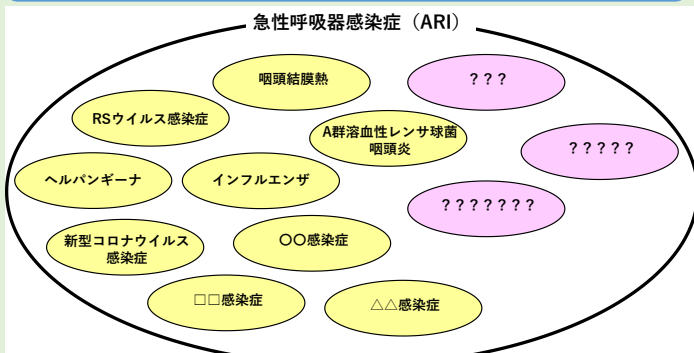 急性呼吸器感染症（ARI）
咽頭結膜熱
？？？
RSウイルス感染症
A群溶血性レンサ球菌
咽頭炎
？？？？？
ヘルパンギーナ
インフルエンザ
？？？？？？？
新型コロナウイルス
感染症
〇〇感染症
□□感染症
△△感染症